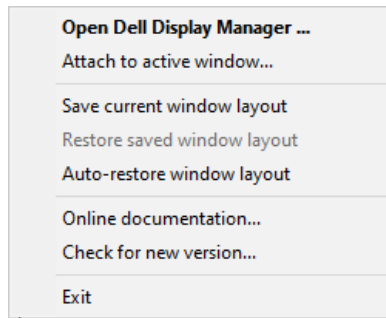 Open Dell Display Manager ...
Attach to active window...
Save current window layout
Restore saved window layout
Auto-restore window layout
Online documentation...
Check for new version...
Exit